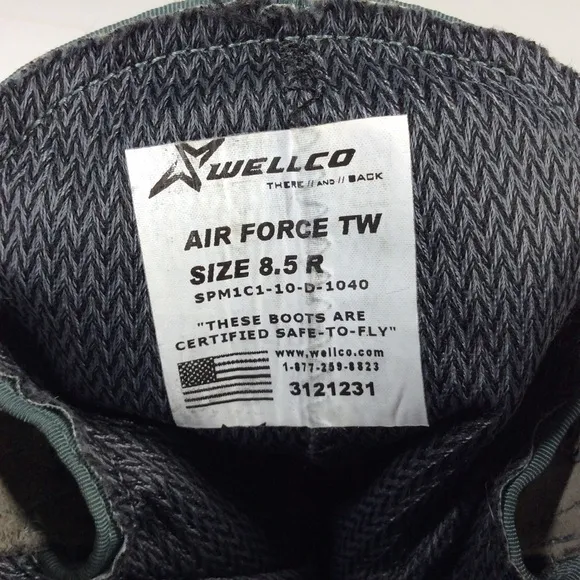 WELLCO
THERE // AND // BACK
AIR FORCE TW
SIZE 8.5 R
SPM1C1-10-D-1040
"THESE BOOTS ARE
CERTIFIED SAFE-TO-FLY"
www.wellco.com
1-877-259-8823
3121231